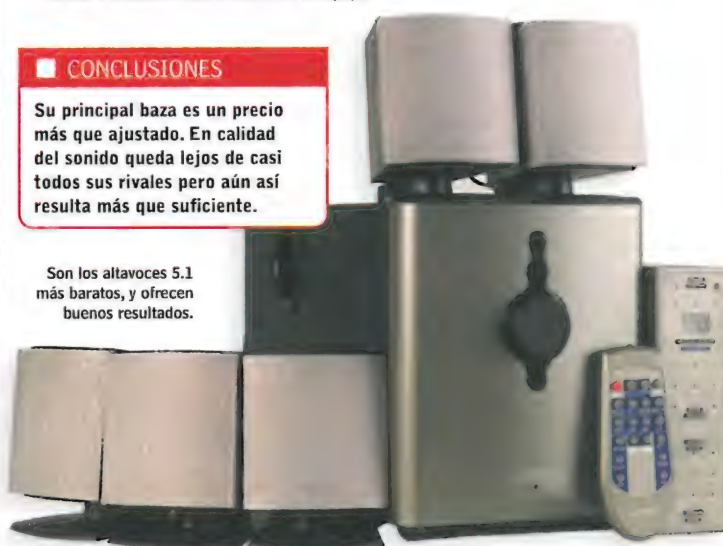 CONCLUSIONES
Su principal baza es un precio
más que ajustado. En calidad
del sonido queda lejos de casi
todos sus rivales pero aún así
resulta más que suficiente.
Son los altavoces 5.1
más baratos, y ofrecen
buenos resultados.